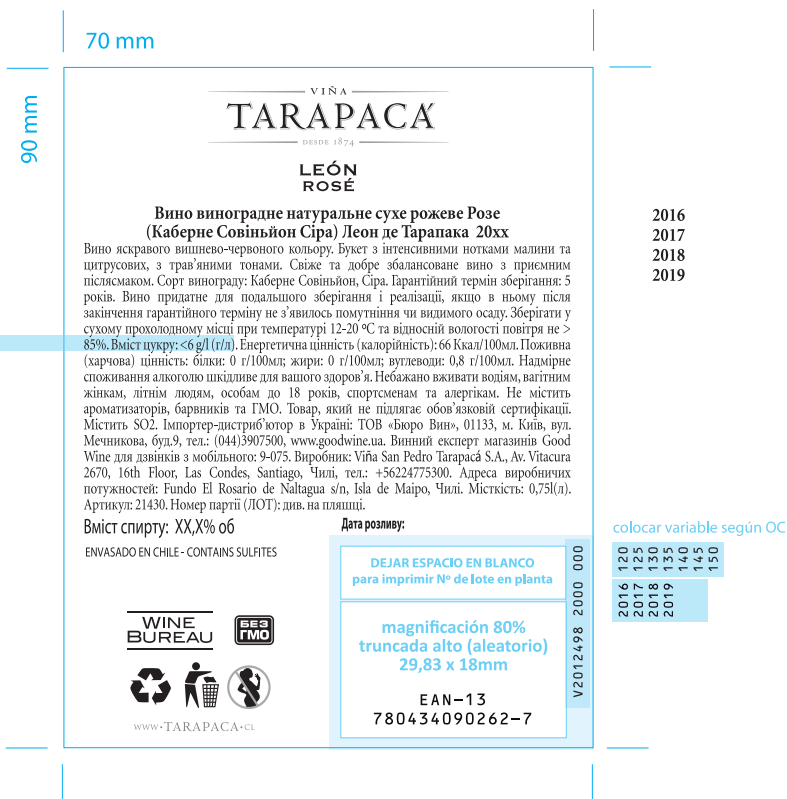 70 mm
90 mm
VIÑA
TARAPACÁ
DESDE 1874
LEÓN
ROSÉ
Вино виноградне натуральне сухе рожеве Розе
(Каберне Совіньйон Сіра) Леон де Тарапака 20xx
Вино яскравого вишнево-червоного кольору. Букет з інтенсивними нотками малини та
цитрусових, з трав’яними тонами. Свіже та добре збалансоване вино з приємним
післясмаком. Сорт винограду: Каберне Совіньйон, Сіра. Гарантійний термін зберігання: 5
років. Вино придатне для подальшого зберігання і реалізації, якщо в ньому після
закінчення гарантійного терміну не з’явилось помутніння чи видимого осаду. Зберігати у
сухому прохолодному місці при температурі 12-20 ºС та відносній вологості повітря не >
85%. Вміст цукру: <6 g/l (г/л). Енергетична цінність (калорійність): 66 Ккал/100мл. Поживна
(харчова) цінність: білки: 0 г/100мл; жири: 0 г/100мл; вуглеводи: 0,8 г/100мл. Надмірне
споживання алкоголю шкідливе для вашого здоров’я. Небажано вживати водіям, вагітним
жінкам, літнім людям, особам до 18 років, спортсменам та алергікам. Не містить
ароматизаторів, барвників та ГМО. Товар, який не підлягає обов’язковій сертифікації.
Містить SO2. Імпортер-дистриб’ютор в Україні: ТОВ «Бюро Вин», 01133, м. Київ, вул.
Мечникова, буд.9, тел.: (044)3907500, www.goodwine.ua. Винний експерт магазинів Good
Wine для дзвінків з мобільного: 9-075. Виробник: Viña San Pedro Tarapacá S.A., Av. Vitacura
2670, 16th Floor, Las Condes, Santiago, Чилі, тел.: +56224775300. Адреса виробничих
потужностей: Fundo El Rosario de Naltagua s/n, Isla de Maipo, Чилі. Місткість: 0,75l(л).
Артикул: 21430. Номер партії (ЛОТ): див. на пляшці.
Вміст спирту: XX,X% об
Дата розливу:
ENVASADO EN CHILE - CONTAINS SULFITES
DEJAR ESPACIO EN BLANCO
para imprimir Nº de lote en planta
magnificación 80%
truncada alto (aleatorio)
29,83 x 18mm
EAN-13
780434090262-7
V2012498 2000 000
WINE
BUREAU
БЕЗ
ГМО
WWW·TARAPACA·CL
2016
2017
2018
2019
colocar variable según OC
120
125
130
135
140
145
150
2016
2017
2018
2019